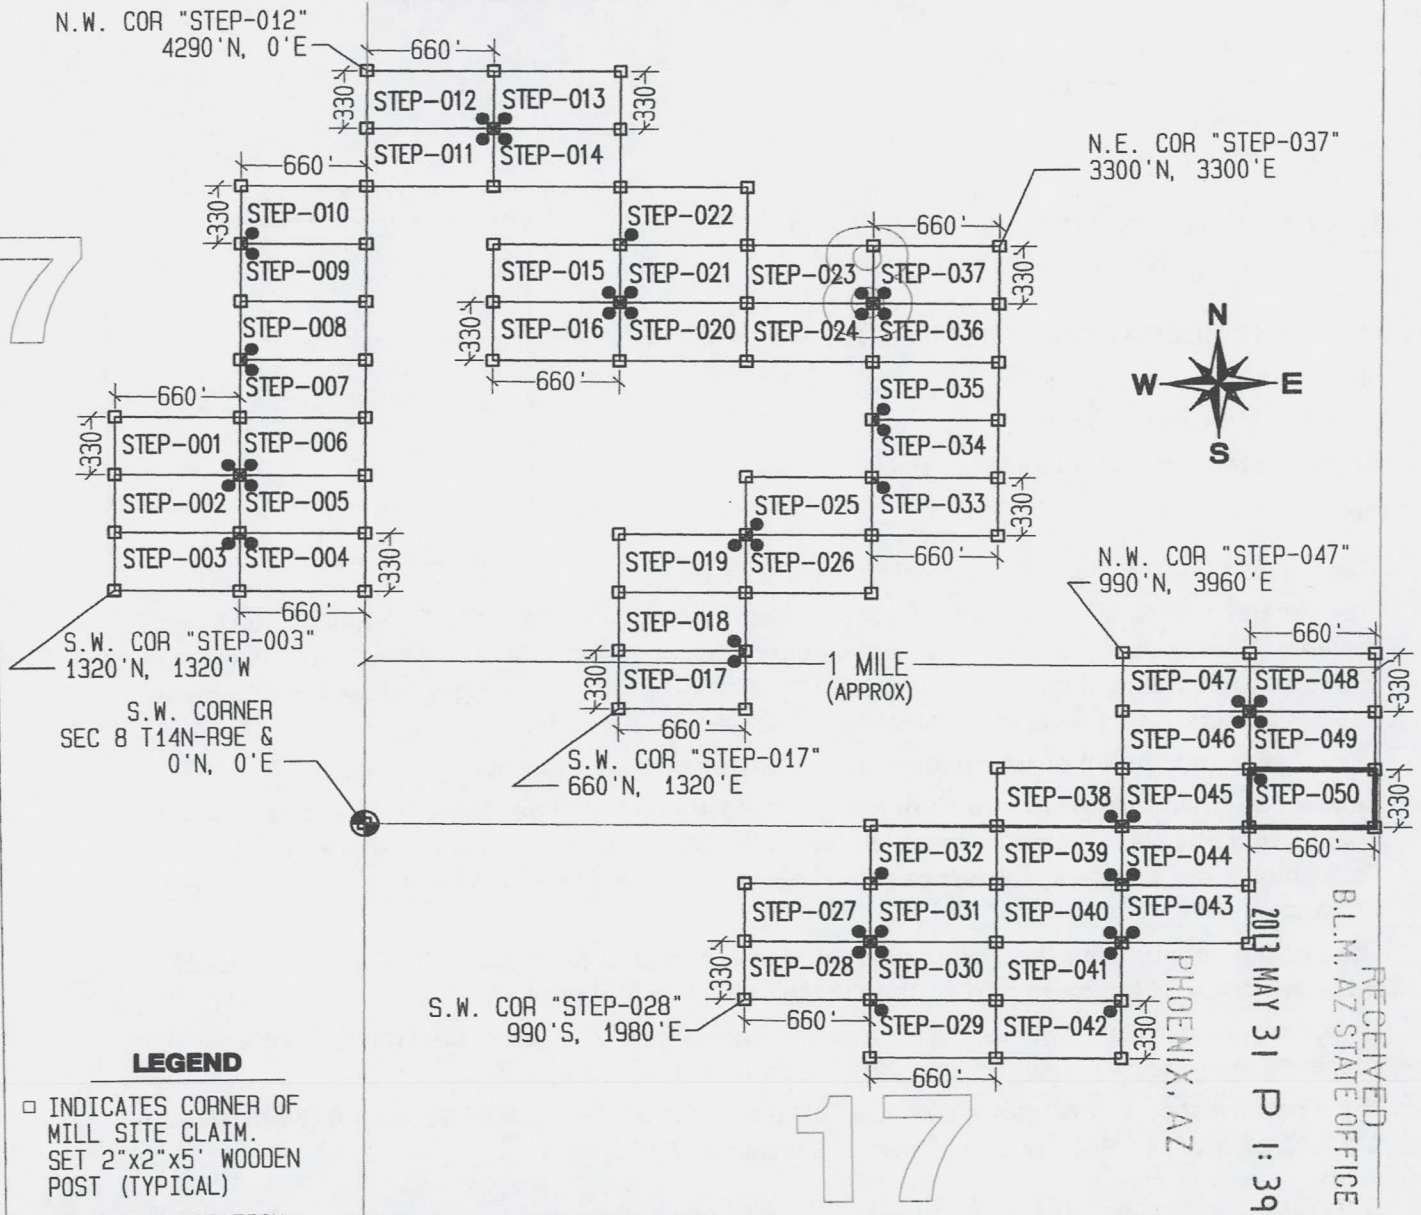 N.W. COR "STEP-012"
4290'N, 0'E
660'
330
330
STEP-012
STEP-013
STEP-011
STEP-014
660'
330
STEP-010
STEP-009
STEP-008
STEP-007
7
STEP-022
N.E. COR "STEP-037"
3300'N, 3300'E
660'
8
STEP-015
STEP-021
STEP-023
STEP-037
330
330
STEP-016
STEP-020
STEP-024
STEP-036
660'
STEP-035
STEP-034
N
W
E
S
660'
330
STEP-001
STEP-006
STEP-002
STEP-005
STEP-003
STEP-004
330
660'
STEP-025
STEP-033
330
660'
STEP-019
STEP-026
STEP-018
330
STEP-017
660'
S.W. COR "STEP-003"
1320'N, 1320'W
1 MILE
(APPROX)
S.W. CORNER
SEC 8 T14N-R9E &
0'N, 0'E
S.W. COR "STEP-017"
660'N, 1320'E
N.W. COR "STEP-047"
990'N, 3960'E
660'
330
STEP-047
STEP-048
STEP-046
STEP-049
STEP-038
STEP-045
STEP-050
330
660'
STEP-032
STEP-039
STEP-044
STEP-027
STEP-031
STEP-040
STEP-043
330
STEP-028
STEP-030
STEP-041
660'
STEP-029
STEP-042
330
660'
S.W. COR "STEP-028"
990'S, 1980'E
17
RECEIVED
B.L.M. AZ STATE OFFICE
2013 MAY 31 P 1:39
PHOENIX, AZ
LEGEND
INDICATES CORNER OF
MILL SITE CLAIM.
SET 2"x2"x5' WOODEN
POST (TYPICAL)